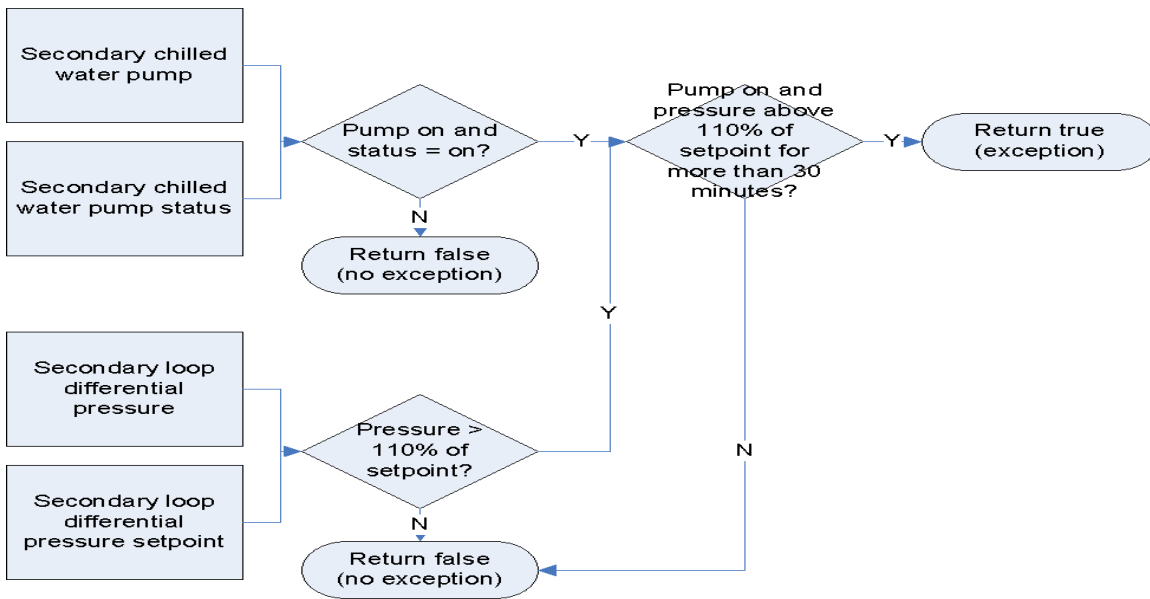 Secondary chilled
water pump
Secondary chilled
water pump status
Pump on and
status = on?
Y
N
Return false
(no exception)
Pump on and
pressure above
110% of
setpoint for
more than 30
minutes?
Y
Return true
(exception)
Secondary loop
differential
pressure
Secondary loop
differential
pressure setpoint
Pressure >
110% of
setpoint?
Y
N
N
Return false
(no exception)